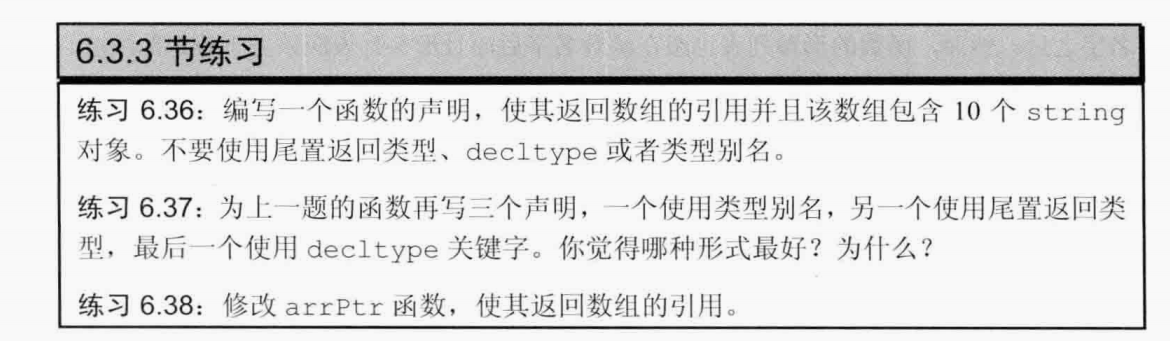 6.3.3 节练习
练习 6.36：编写一个函数的声明，使其返回数组的引用并且该数组包含 10 个 string
对象。不要使用尾置返回类型、decltype 或者类型别名。
练习 6.37：为上一题的函数再写三个声明，一个使用类型别名，另一个使用尾置返回类
型，最后一个使用 decltype 关键字。你觉得哪种形式最好？为什么？
练习 6.38：修改 arrPtr 函数，使其返回数组的引用。